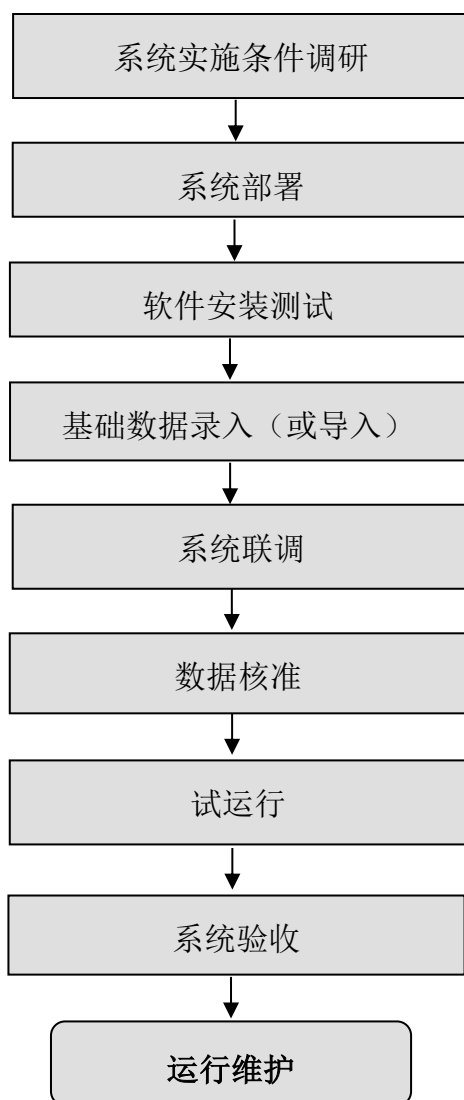 系统实施条件调研
系统部署
软件安装测试
基础数据录入（或导入）
系统联调
数据核准
试运行
系统验收
运行维护